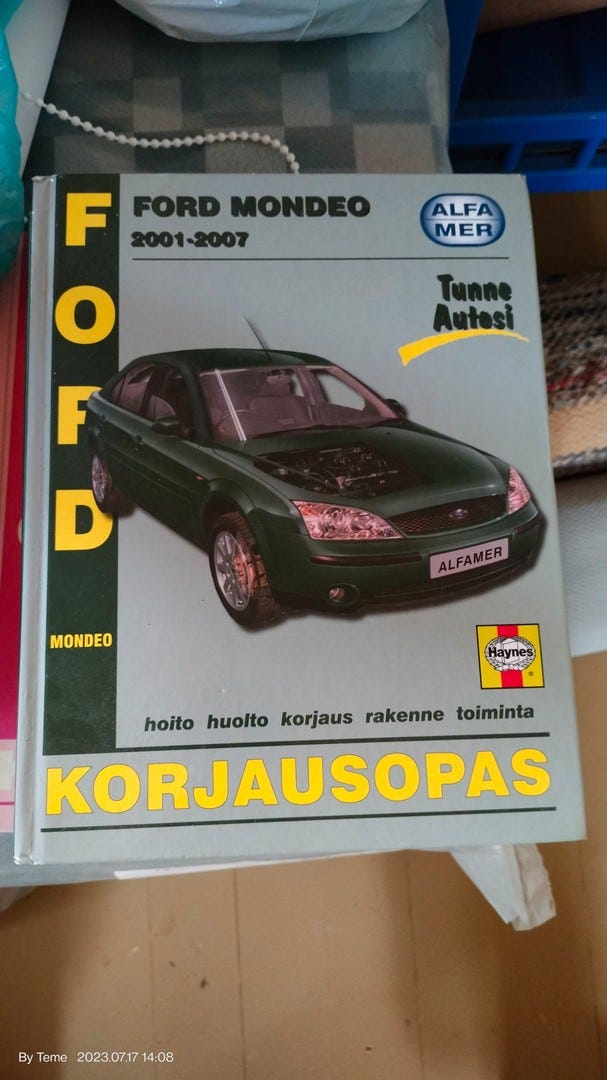 FORD
FORD MONDEO
2001-2007
ALFA
MER
Tunne
Autosi
ALFAMER
MONDEO
Haynes
hoito huolto korjaus rakenne toiminta
KORJAUSOPAS
By Teme 2023.07.17 14:08